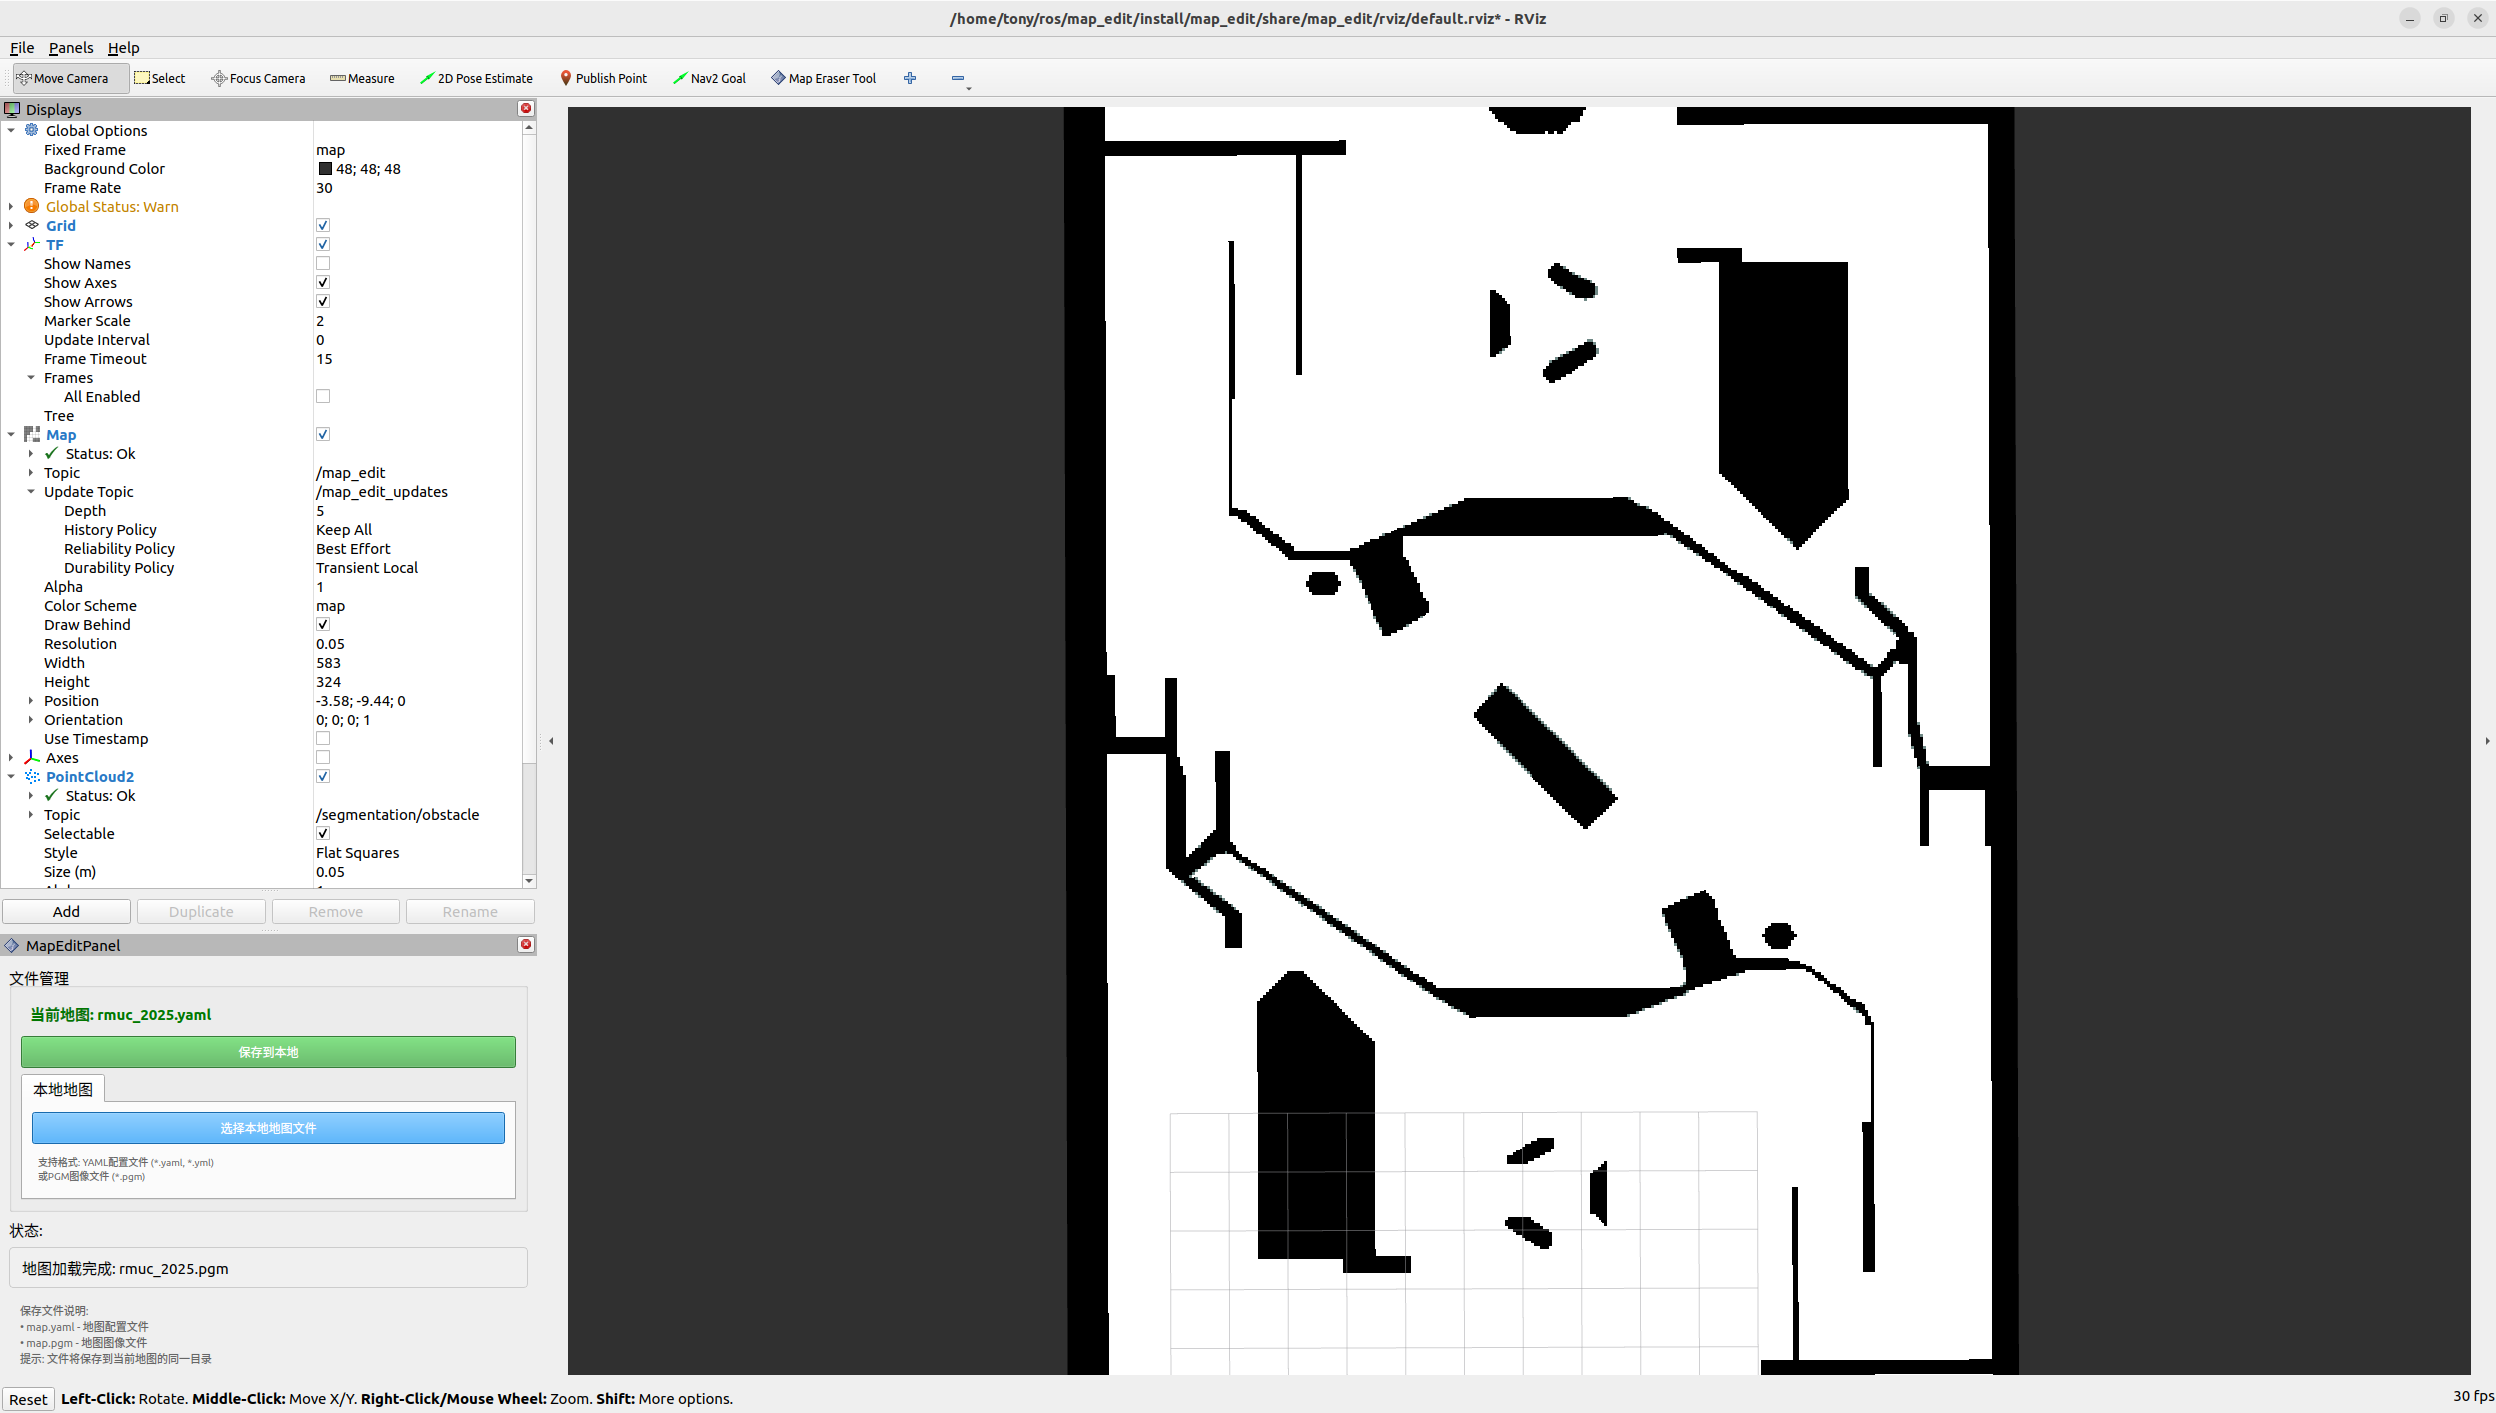 /home/tony/ros/map_edit/install/map_edit/share/map_edit/rviz/default.rviz* - RViz
File Panels Help
Move Camera Select Focus Camera Measure 2D Pose Estimate Publish Point Nav2 Goal Map Eraser Tool
Displays
Global Options
Fixed Frame map
Background Color 48; 48; 48
Frame Rate 30
Global Status: Warn
Grid
TF
Show Names
Show Axes
Show Arrows
Marker Scale 2
Update Interval 0
Frame Timeout 15
Frames
All Enabled
Tree
Map
Status: Ok
Topic /map_edit
Update Topic /map_edit_updates
Depth 5
History Policy Keep All
Reliability Policy Best Effort
Durability Policy Transient Local
Alpha 1
Color Scheme map
Draw Behind
Resolution 0.05
Width 583
Height 324
Position -3.58; -9.44; 0
Orientation 0; 0; 0; 1
Use Timestamp
Axes
PointCloud2
Status: Ok
Topic /segmentation/obstacle
Selectable
Style Flat Squares
Size (m) 0.05
Add Duplicate Remove Rename
MapEditPanel
文件管理
当前地图: rmuc_2025.yaml
保存到本地
本地地图
选择本地地图文件
支持格式: YAML配置文件 (*.yaml, *.yml)
或PGM图像文件 (*.pgm)
状态:
地图加载完成: rmuc_2025.pgm
保存文件说明:
• map.yaml - 地图配置文件
• map.pgm - 地图图像文件
提示: 文件将保存到当前地图的同一目录
Reset Left-Click: Rotate. Middle-Click: Move X/Y. Right-Click/Mouse Wheel: Zoom. Shift: More options. 30 fps